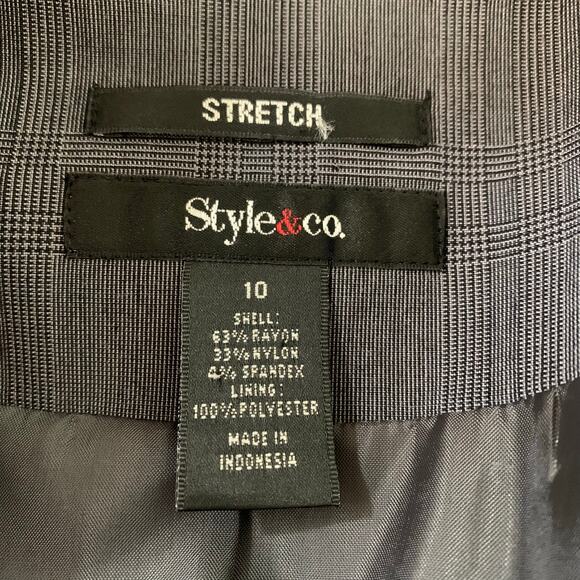 STRETCH
Style&co.
10
SHELL:
63% RAYON
33% NYLON
4% SPANDEX
LINING:
100% POLYESTER
MADE IN
INDONESIA